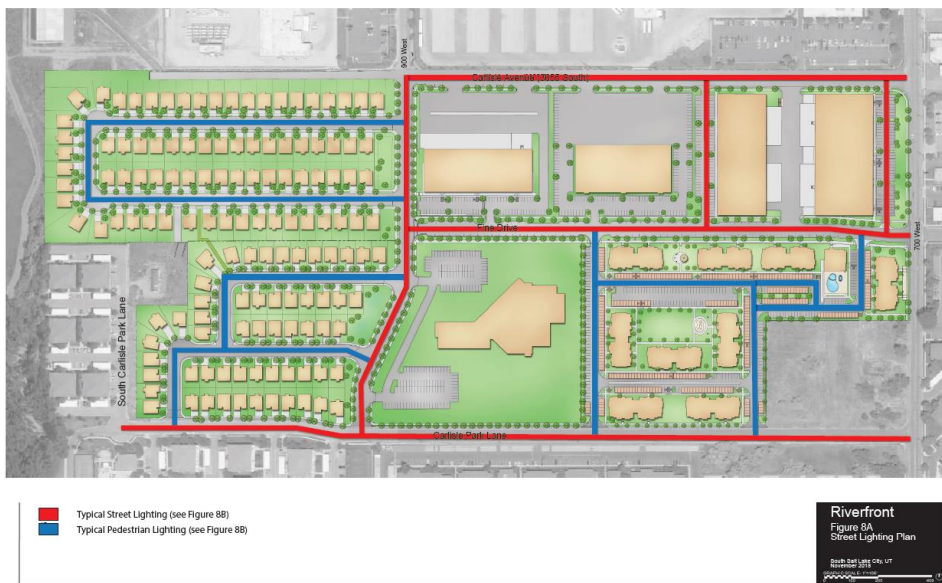 900 West
Carlisle Avenue (3655 South)
Fine Drive
700 West
South Carlisle Park Lane
Carlisle Park Lane
Typical Street Lighting (see Figure 8B)
Typical Pedestrian Lighting (see Figure 8B)
Riverfront
Figure 8A
Street Lighting Plan
South Salt Lake City, UT
November 2015